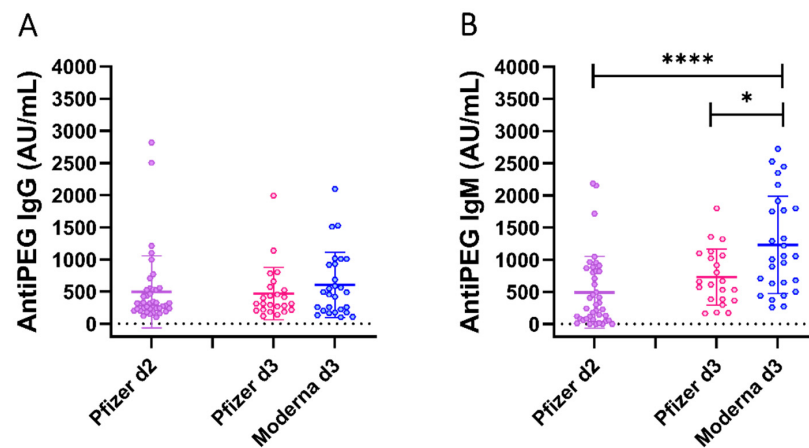 A
AntiPEG IgG (AU/mL)
4000
3500
3000
2500
2000
1500
1000
500
0
Pfizer d2
Pfizer d3
Moderna d3
B
AntiPEG IgM (AU/mL)
4000
3500
3000
2500
2000
1500
1000
500
0
****
*
Pfizer d2
Pfizer d3
Moderna d3